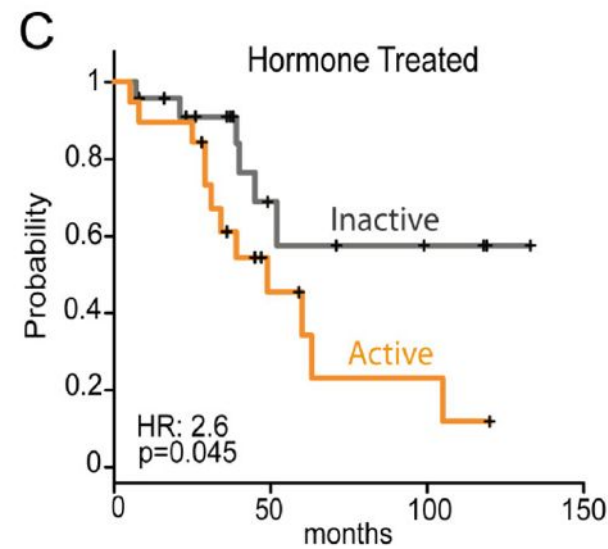 C
Hormone Treated
Probability
1
0.8
0.6
0.4
0.2
0
Inactive
Active
HR: 2.6
p=0.045
0
50
100
150
months